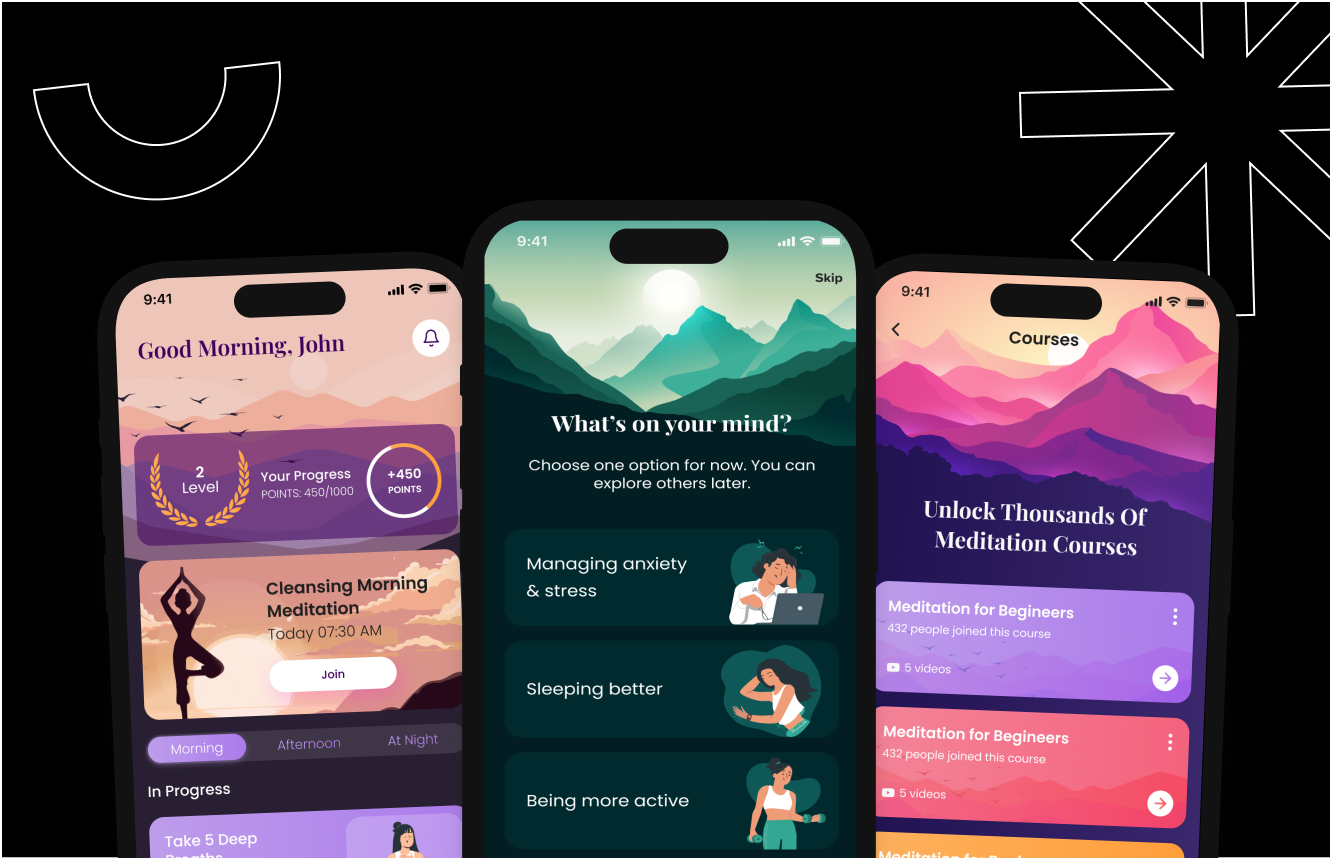 9:41
Good Morning, John
2
Level
Your Progress
POINTS: 450/1000
+450
POINTS
Cleansing Morning
Meditation
Today 07:30 AM
Join
Morning
Afternoon
At Night
In Progress
Take 5 Deep
Breaths
9:41
Skip
What's on your mind?
Choose one option for now. You can
explore others later.
Managing anxiety
& stress
Sleeping better
Being more active
9:41
Courses
Unlock Thousands Of
Meditation Courses
Meditation for Begineers
432 people joined this course
5 videos
Meditation for Begineers
432 people joined this course
5 videos
Meditation for